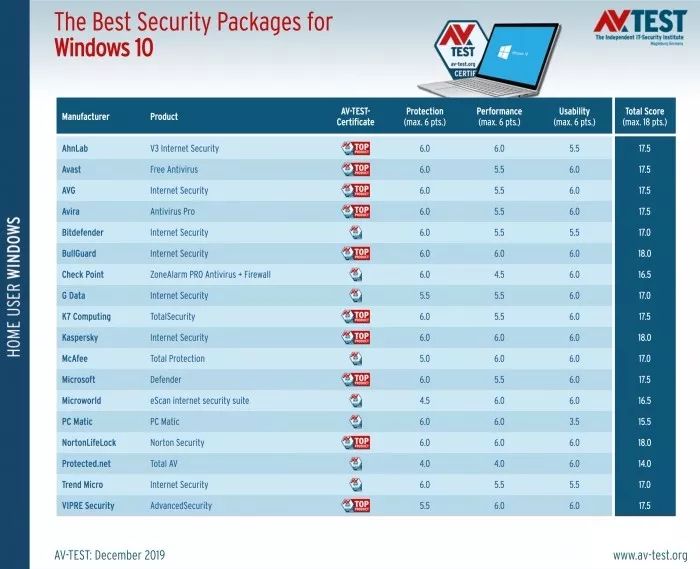 The Best Security Packages for
Windows 10
AV TEST
av-test.org
CERTIF
Windows 10
AV TEST
The Independent IT-Security Institute
Magdeburg Germany
HOME USER WINDOWS
Manufacturer Product AV-TEST-Certificate Protection (max. 6 pts.) Performance (max. 6 pts.) Usability (max. 6 pts.) Total Score (max. 18 pts.)
AhnLab V3 Internet Security TOP PRODUCT 6.0 6.0 5.5 17.5
Avast Free Antivirus TOP PRODUCT 6.0 5.5 6.0 17.5
AVG Internet Security TOP PRODUCT 6.0 5.5 6.0 17.5
Avira Antivirus Pro TOP PRODUCT 6.0 5.5 6.0 17.5
Bitdefender Internet Security 6.0 5.5 5.5 17.0
BullGuard Internet Security TOP PRODUCT 6.0 6.0 6.0 18.0
Check Point ZoneAlarm PRO Antivirus + Firewall 6.0 4.5 6.0 16.5
G Data Internet Security 5.5 5.5 6.0 17.0
K7 Computing TotalSecurity TOP PRODUCT 6.0 5.5 6.0 17.5
Kaspersky Internet Security TOP PRODUCT 6.0 6.0 6.0 18.0
McAfee Total Protection 5.0 6.0 6.0 17.0
Microsoft Defender TOP PRODUCT 6.0 5.5 6.0 17.5
Microworld eScan internet security suite 4.5 6.0 6.0 16.5
PC Matic PC Matic 6.0 6.0 3.5 15.5
NortonLifeLock Norton Security TOP PRODUCT 6.0 6.0 6.0 18.0
Protected.net Total AV 4.0 4.0 6.0 14.0
Trend Micro Internet Security 6.0 5.5 5.5 17.0
VIPRE Security AdvancedSecurity TOP PRODUCT 5.5 6.0 6.0 17.5
AV-TEST: December 2019
www.av-test.org